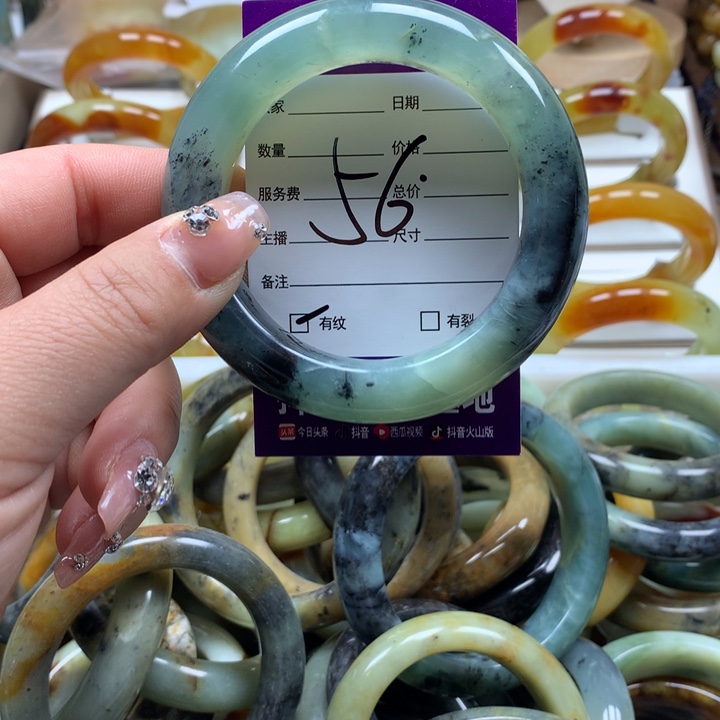 家 日期
数量 价格
56.
服务费 总价
主播 尺寸
备注
有纹 有裂
地
今日头条 抖音 西瓜视频 抖音火山版